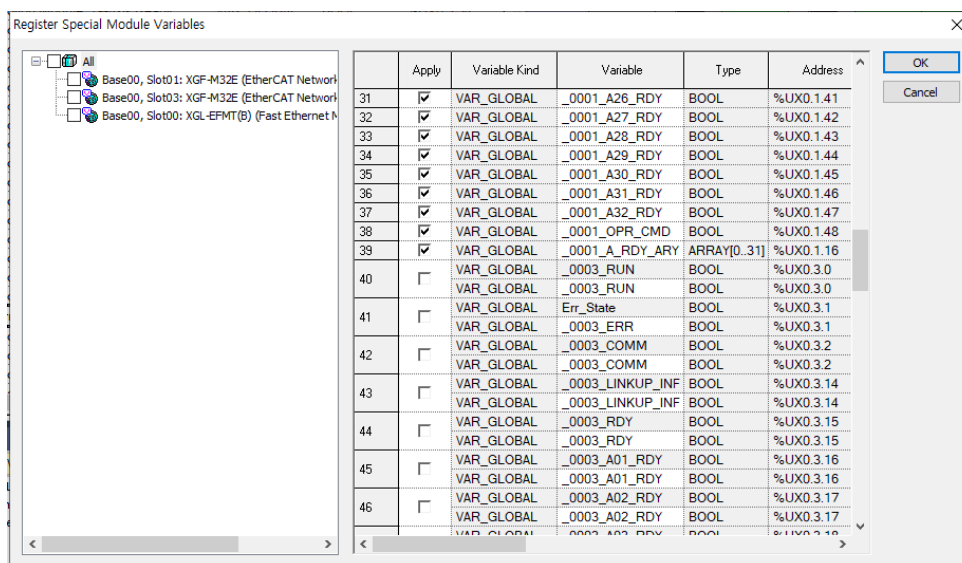 Register Special Module Variables
All
Base00, Slot01: XGF-M32E (EtherCAT Network
Base00, Slot03: XGF-M32E (EtherCAT Network
Base00, Slot00: XGL-EFMT(B) (Fast Ethernet N
Apply Variable Kind Variable Type Address
31 VAR_GLOBAL _0001_A26_RDY BOOL %UX0.1.41
32 VAR_GLOBAL _0001_A27_RDY BOOL %UX0.1.42
33 VAR_GLOBAL _0001_A28_RDY BOOL %UX0.1.43
34 VAR_GLOBAL _0001_A29_RDY BOOL %UX0.1.44
35 VAR_GLOBAL _0001_A30_RDY BOOL %UX0.1.45
36 VAR_GLOBAL _0001_A31_RDY BOOL %UX0.1.46
37 VAR_GLOBAL _0001_A32_RDY BOOL %UX0.1.47
38 VAR_GLOBAL _0001_OPR_CMD BOOL %UX0.1.48
39 VAR_GLOBAL _0001_A_RDY_ARY ARRAY[0..31] %UX0.1.16
40 VAR_GLOBAL _0003_RUN BOOL %UX0.3.0
VAR_GLOBAL _0003_RUN BOOL %UX0.3.0
41 VAR_GLOBAL Err_State BOOL %UX0.3.1
VAR_GLOBAL _0003_ERR BOOL %UX0.3.1
42 VAR_GLOBAL _0003_COMM BOOL %UX0.3.2
VAR_GLOBAL _0003_COMM BOOL %UX0.3.2
43 VAR_GLOBAL _0003_LINKUP_INF BOOL %UX0.3.14
VAR_GLOBAL _0003_LINKUP_INF BOOL %UX0.3.14
44 VAR_GLOBAL _0003_RDY BOOL %UX0.3.15
VAR_GLOBAL _0003_RDY BOOL %UX0.3.15
45 VAR_GLOBAL _0003_A01_RDY BOOL %UX0.3.16
VAR_GLOBAL _0003_A01_RDY BOOL %UX0.3.16
46 VAR_GLOBAL _0003_A02_RDY BOOL %UX0.3.17
VAR_GLOBAL _0003_A02_RDY BOOL %UX0.3.17
VAR_GLOBAL _0003_A03_RDY BOOL %UX0.3.18
OK
Cancel